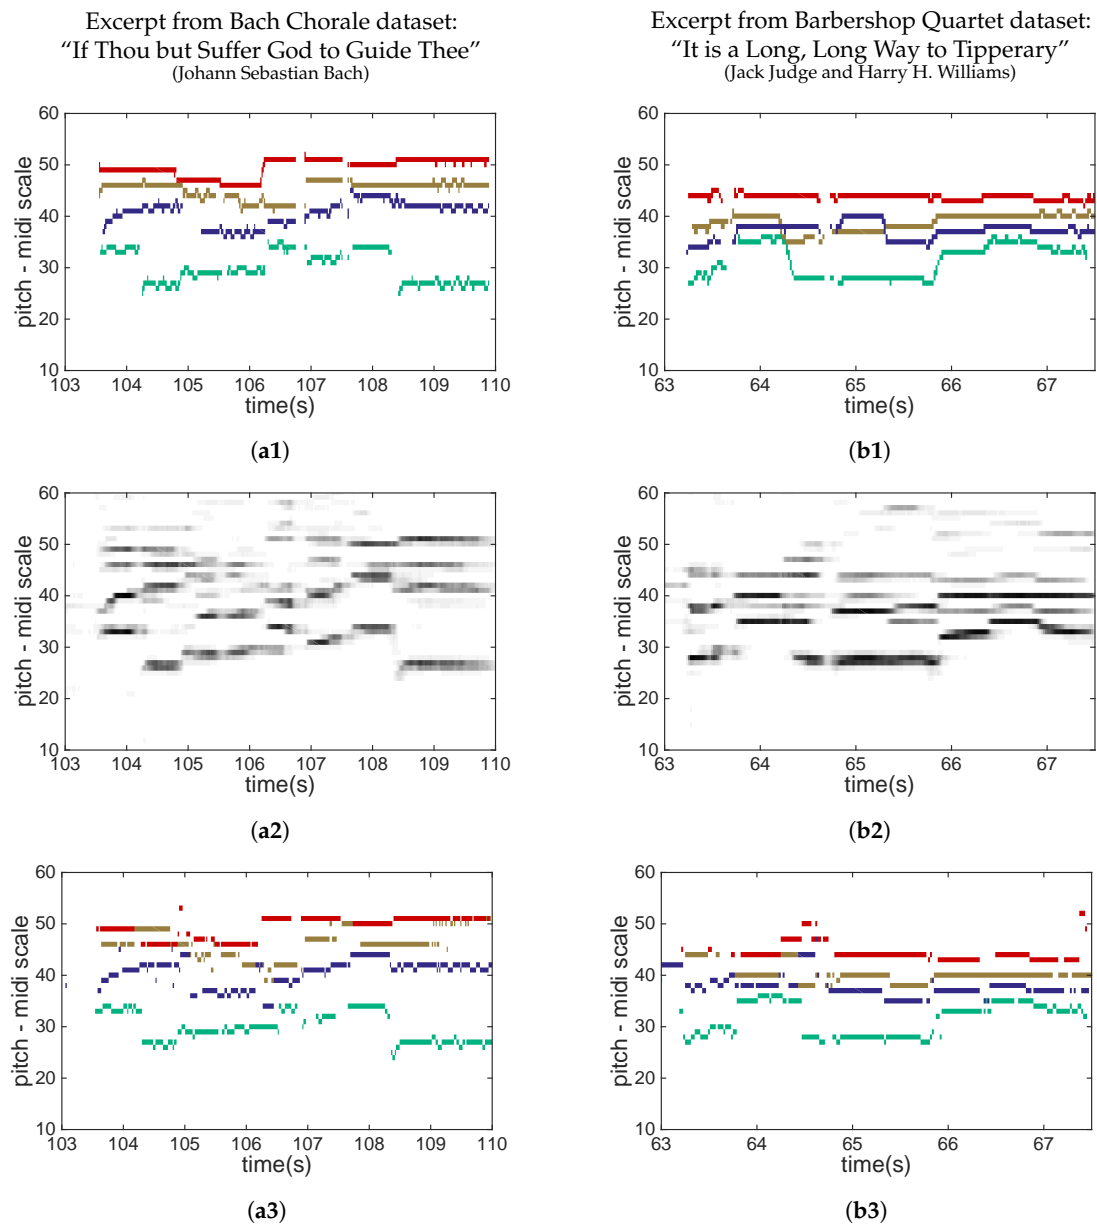 Excerpt from Bach Chorale dataset:
“If Thou but Suffer God to Guide Thee”
(Johann Sebastian Bach)
Excerpt from Barbershop Quartet dataset:
“It is a Long, Long Way to Tipperary”
(Jack Judge and Harry H. Williams)
60
50
40
30
20
10
pitch - midi scale
103 104 105 106 107 108 109 110
time(s)
(a1)
60
50
40
30
20
10
pitch - midi scale
63 64 65 66 67
time(s)
(b1)
60
50
40
30
20
10
pitch - midi scale
103 104 105 106 107 108 109 110
time(s)
(a2)
60
50
40
30
20
10
pitch - midi scale
63 64 65 66 67
time(s)
(b2)
60
50
40
30
20
10
pitch - midi scale
103 104 105 106 107 108 109 110
time(s)
(a3)
60
50
40
30
20
10
pitch - midi scale
63 64 65 66 67
time(s)
(b3)